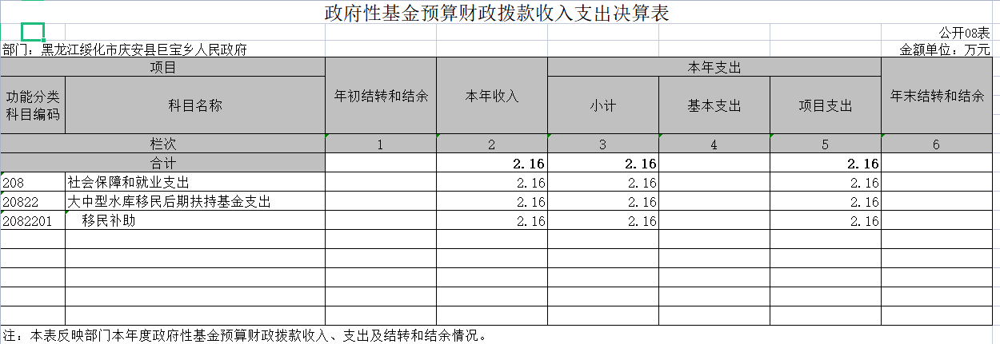 政府性基金预算财政拨款收入支出决算表
公开08表
部门：黑龙江绥化市庆安县巨宝乡人民政府 金额单位：万元
项目 年初结转和结余 本年收入 本年支出 年末结转和结余
功能分类科目编码 科目名称 小计 基本支出 项目支出
栏次 1 2 3 4 5 6
合计 2.16 2.16 2.16
208 社会保障和就业支出 2.16 2.16 2.16
20822 大中型水库移民后期扶持基金支出 2.16 2.16 2.16
2082201 移民补助 2.16 2.16 2.16
注：本表反映部门本年度政府性基金预算财政拨款收入、支出及结转和结余情况。